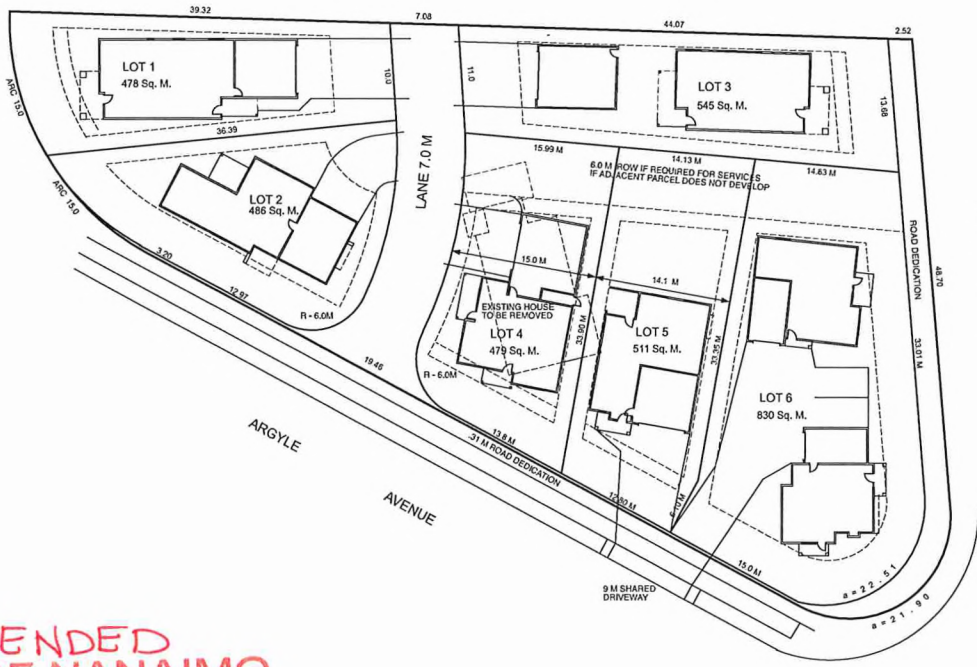 39.32
7.08
44.07
2.52
LOT 1
478 Sq. M.
ARC 15.0
10.0
11.0
LOT 3
545 Sq. M.
13.68
36.39
15.99 M
14.13 M
14.63 M
6.0 M ROW IF REQUIRED FOR SERVICES
IF ADJACENT PARCEL DOES NOT DEVELOP
LANE 7.0 M
ARC 15.0
LOT 2
486 Sq. M.
ROAD DEDICATION
48.70
3.20
12.97
R - 6.0M
15.0 M
14.1 M
EXISTING HOUSE
TO BE REMOVED
LOT 4
479 Sq. M.
33.90 M
LOT 5
511 Sq. M.
33.35 M
33.01 M
19.46
R - 6.0M
LOT 6
830 Sq. M.
ARGYLE
AVENUE
13.8 M
.31 M ROAD DEDICATION
12.80 M
6.10 M
15.0 M
a = 22.51
a = 21.90
9 M SHARED
DRIVEWAY
ENDED
NANAIMO